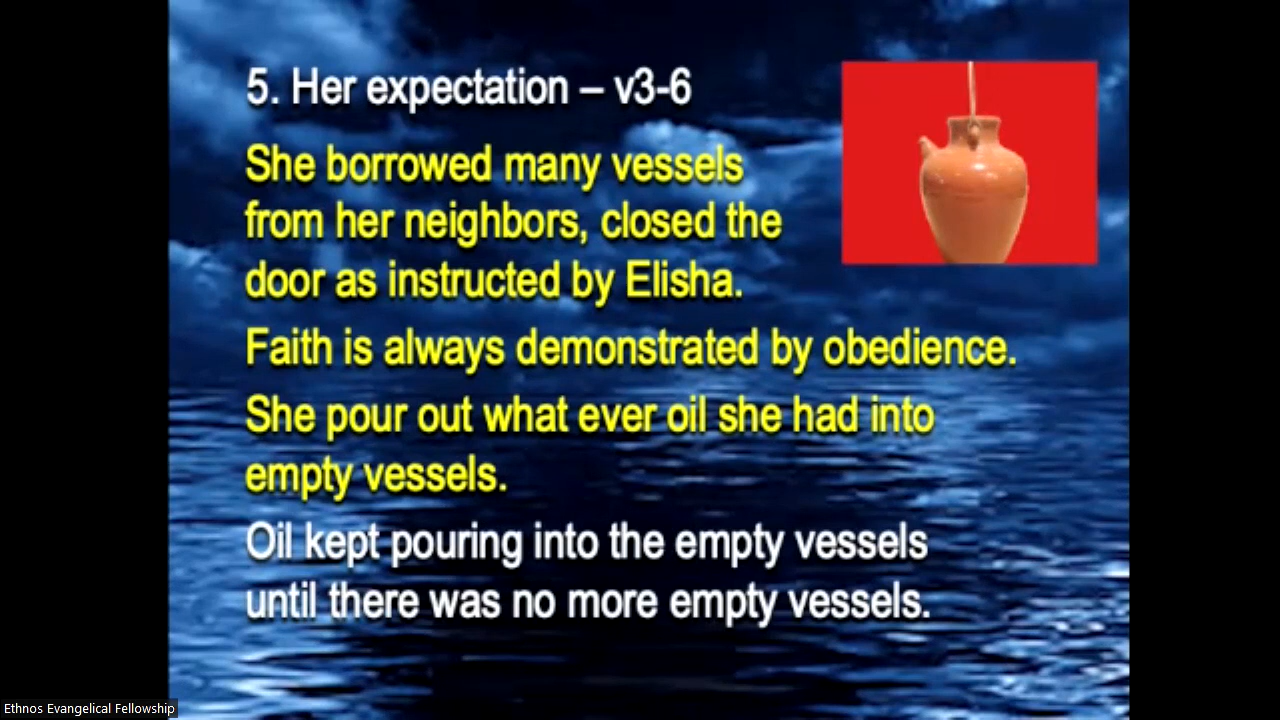 5. Her expectation – v3-6
She borrowed many vessels
from her neighbors, closed the
door as instructed by Elisha.
Faith is always demonstrated by obedience.
She pour out what ever oil she had into
empty vessels.
Oil kept pouring into the empty vessels
until there was no more empty vessels.
Ethnos Evangelical Fellowship